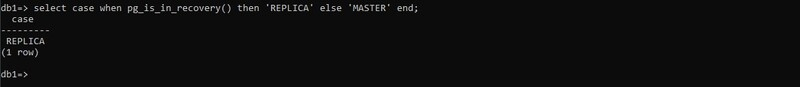 db1=> select case when pg_is_in_recovery() then 'REPLICA' else 'MASTER' end;
  case
---------
 REPLICA
(1 row)

db1=>